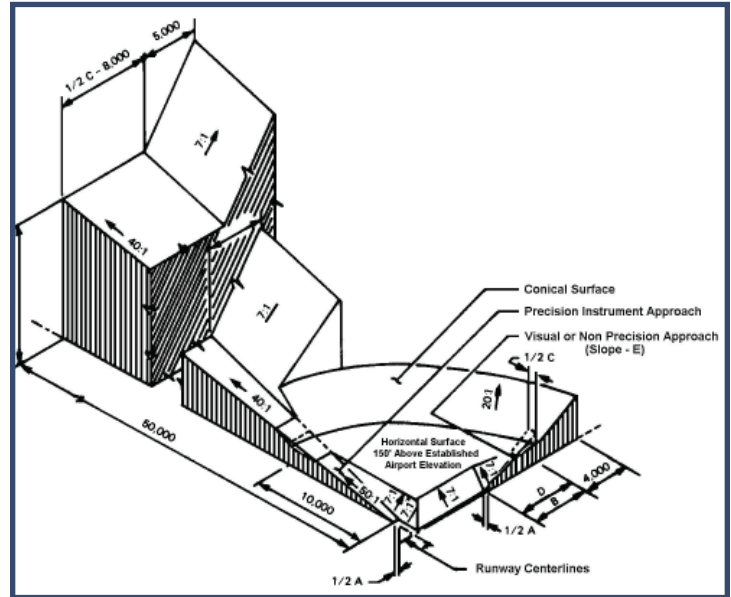 5,000
1/2 C - 8,000
7:1
40:1
7:1
Conical Surface
Precision Instrument Approach
Visual or Non Precision Approach
(Slope - E)
1/2 C
40:1
20:1
Horizontal Surface
150' Above Established
Airport Elevation
50,000
10,000
50:1
7:1
7:1
7:1
7:1
4,000
D
B
1/2 A
Runway Centerlines
1/2 A